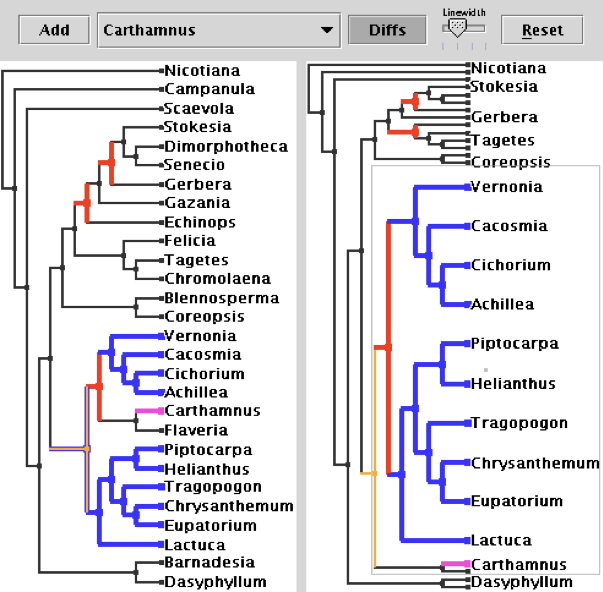 Add
Carthamnus
Diffs
Linewidth
Reset
Nicotiana
Campanula
Scaevola
Stokesia
Dimorphotheca
Senecio
Gerbera
Gazania
Echinops
Felicia
Tagetes
Chromolaena
Blennosperma
Coreopsis
Vernonia
Cacosmia
Cichorium
Achillea
Carthamnus
Flaveria
Piptocarpa
Helianthus
Tragopogon
Chrysanthemum
Eupatorium
Lactuca
Barnadesia
Dasyphyllum
Nicotiana
Stokesia
Gerbera
Tagetes
Coreopsis
Vernonia
Cacosmia
Cichorium
Achillea
Piptocarpa
Helianthus
Tragopogon
Chrysanthemum
Eupatorium
Lactuca
Carthamnus
Dasyphyllum